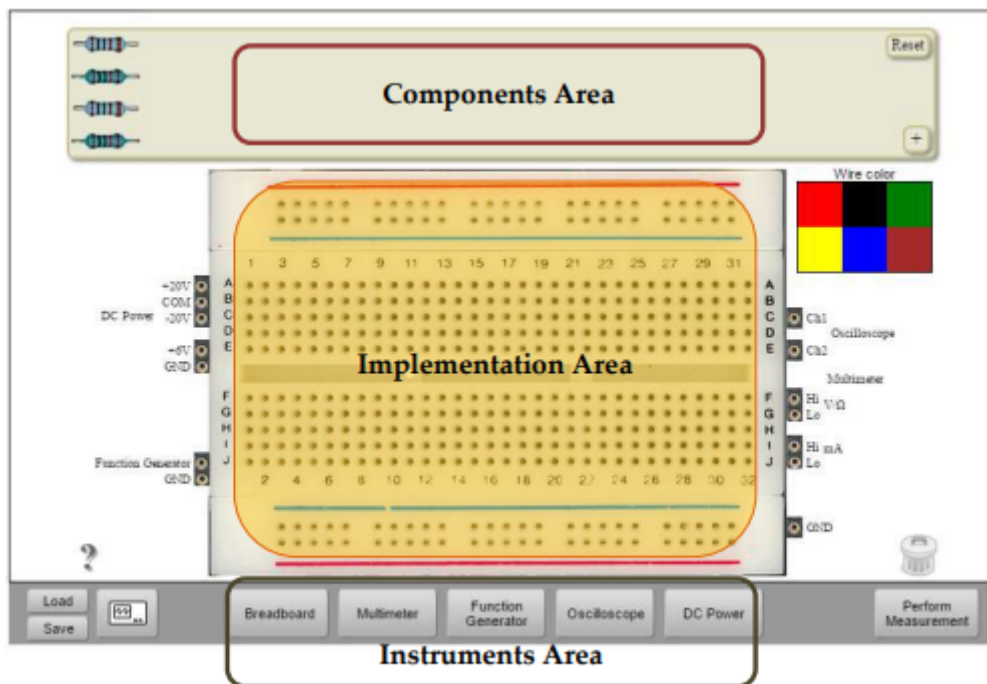 Reset
Components Area
+
Wire color
1 3 5 7 9 11 13 15 17 19 21 23 25 27 29 31
A A
+20V
B B
COM
DC Power -20V C C Ch1
D D Oscilloscope
+6V E E Ch2
GND
Implementation Area
Multimeter
F F Hi V/Ω
G G Lo
H H
I I Hi mA
Function Generator J J Lo
GND
2 4 6 8 10 12 14 16 18 20 22 24 26 28 30 32
GND
?
Load
Save
Breadboard
Multimeter
Function
Generator
Oscilloscope
DC Power
Perform
Measurement
Instruments Area